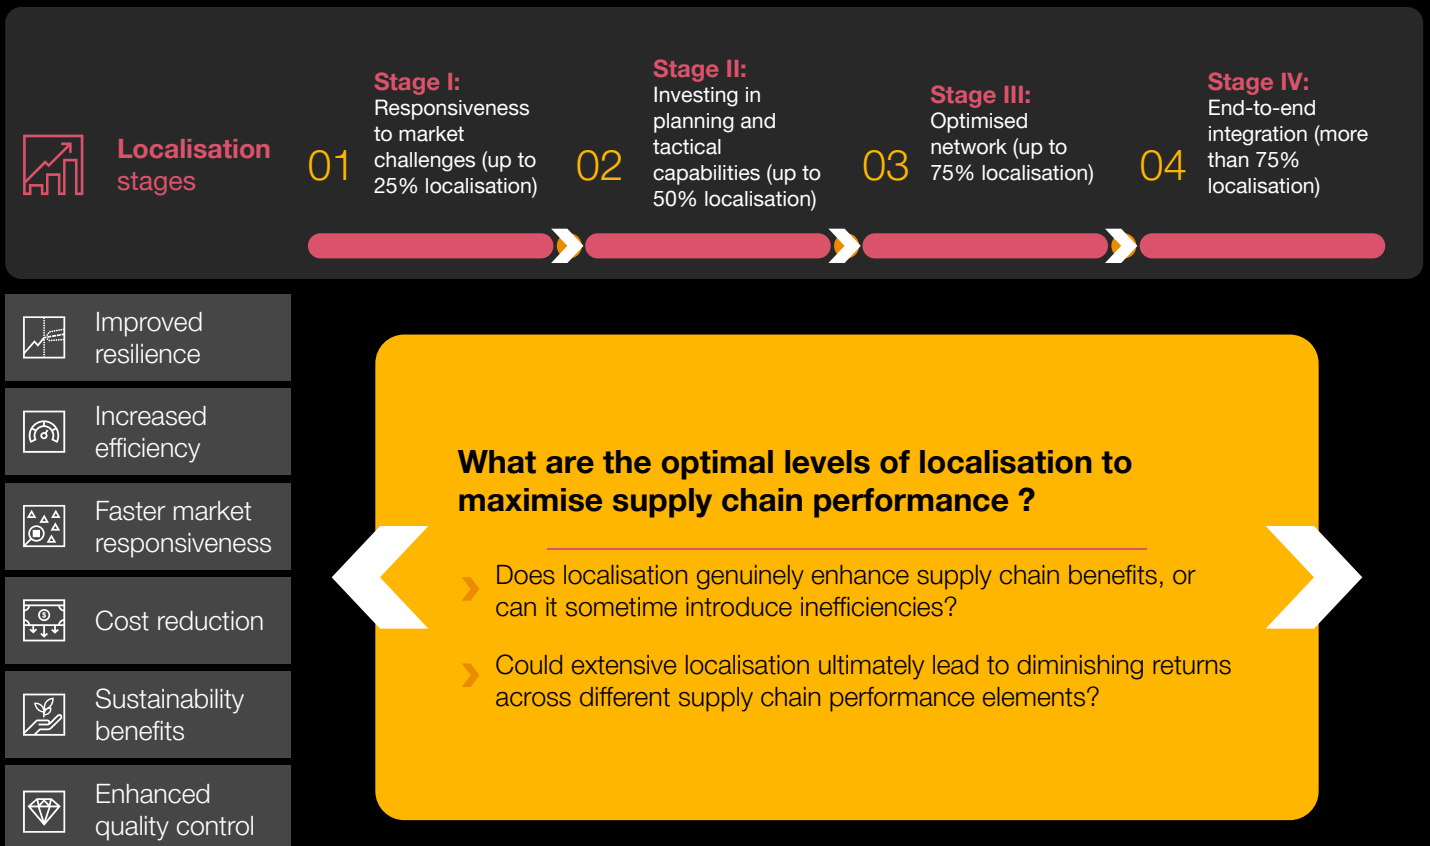 Localisation
stages
01
Stage I:
Responsiveness
to market
challenges (up to
25% localisation)
02
Stage II:
Investing in
planning and
tactical
capabilities (up to
50% localisation)
03
Stage III:
Optimised
network (up to
75% localisation)
04
Stage IV:
End-to-end
integration (more
than 75%
localisation)
Improved
resilience
Increased
efficiency
Faster market
responsiveness
$
Cost reduction
Sustainability
benefits
Enhanced
quality control
What are the optimal levels of localisation to
maximise supply chain performance ?
Does localisation genuinely enhance supply chain benefits, or
can it sometime introduce inefficiencies?
Could extensive localisation ultimately lead to diminishing returns
across different supply chain performance elements?